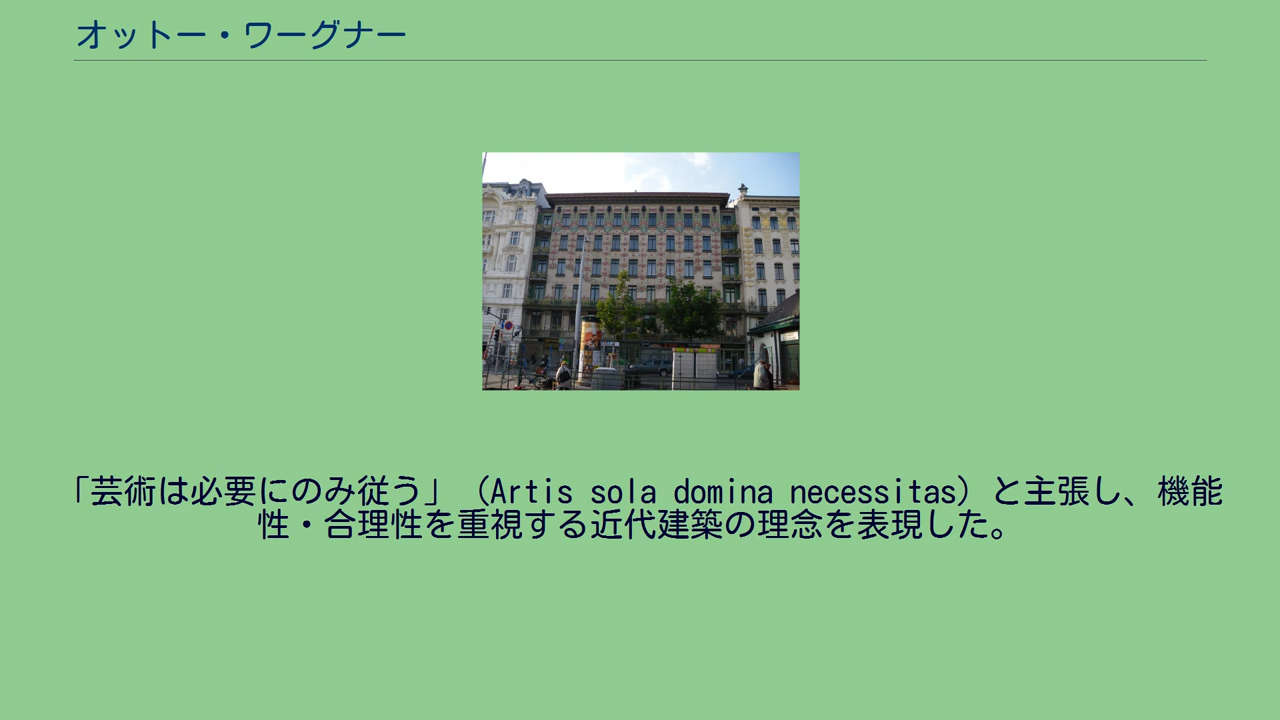 オットー・ワーグナー
「芸術は必要にのみ従う」（Artis sola domina necessitas）と主張し、機能
性・合理性を重視する近代建築の理念を表現した。